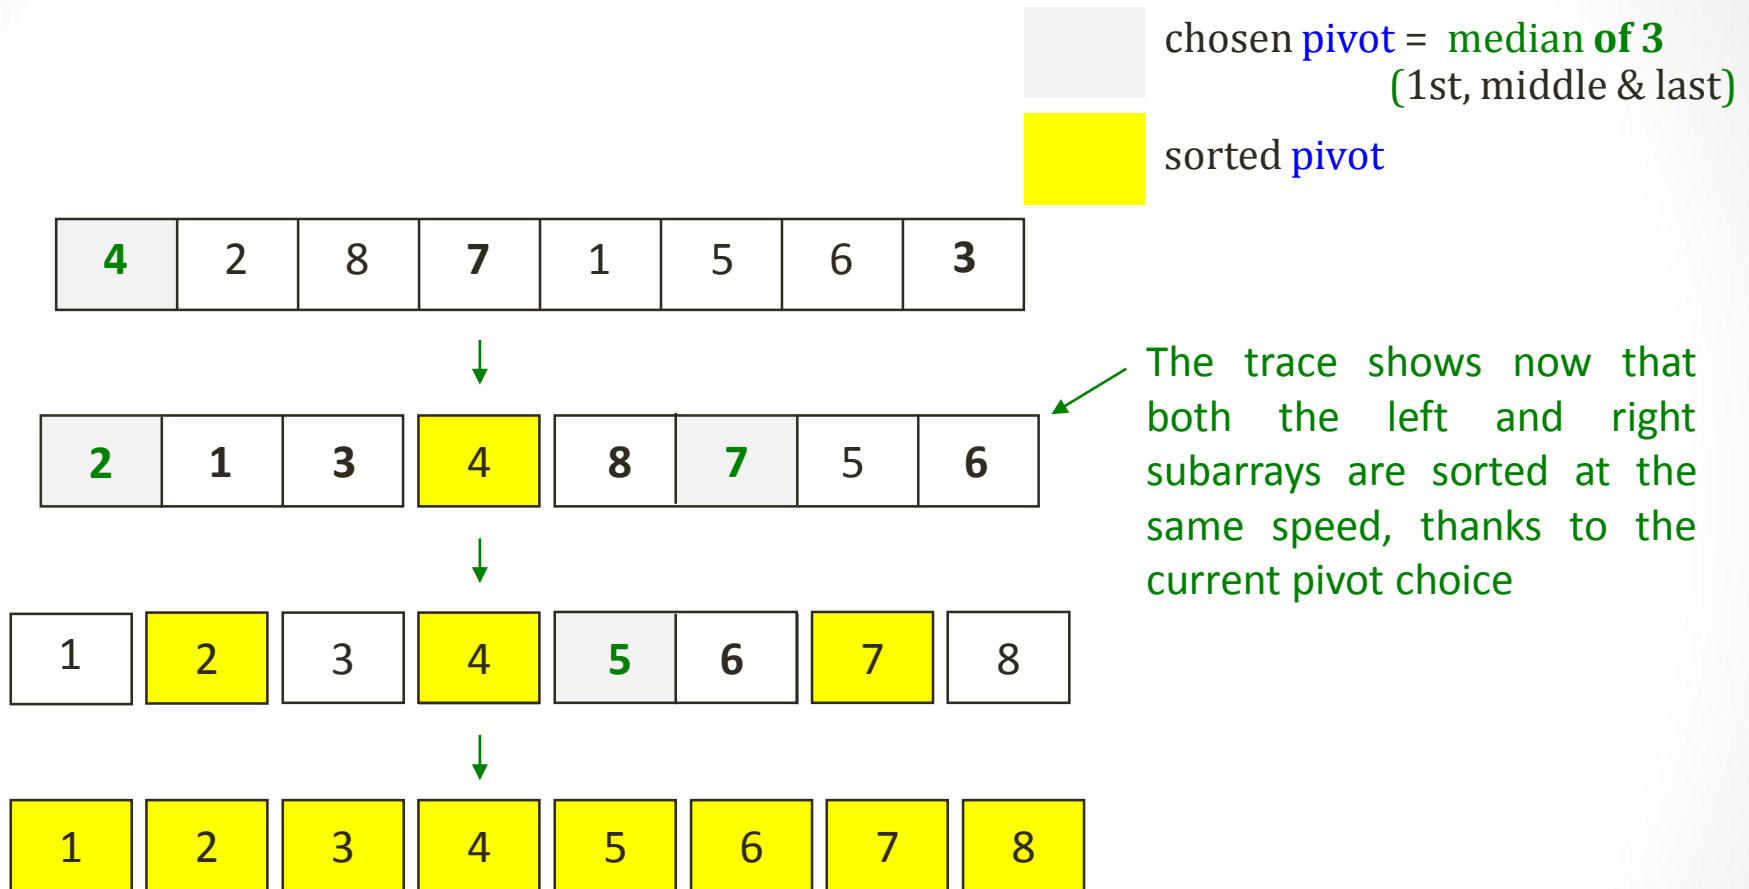 chosen pivot = median of 3
(1st, middle & last)
sorted pivot
4 2 8 7 1 5 6 3
The trace shows now that
both the left and right
subarrays are sorted at the
same speed, thanks to the
current pivot choice
2 1 3 4 8 7 5 6
1 2 3 4 5 6 7 8
1 2 3 4 5 6 7 8